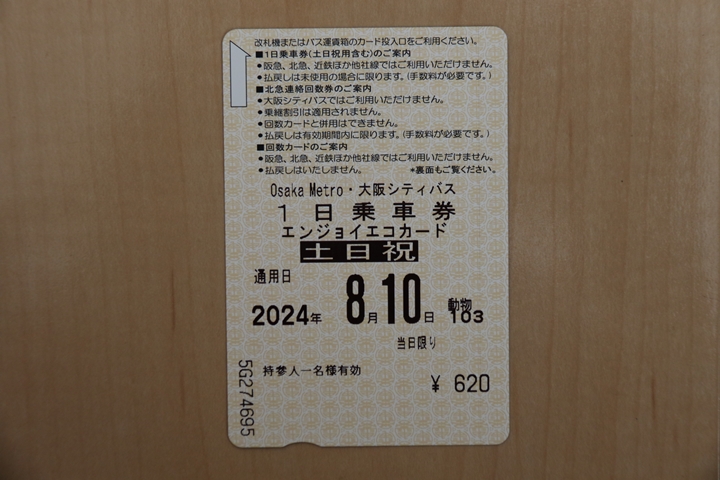 改札機またはバス運賃箱のカード投入口をご利用ください。
■1日乗車券(土日祝用含む)のご案内
●阪急、北急、近鉄ほか他社線ではご利用いただけません。
●払戻しは未使用の場合に限ります。(手数料が必要です。)
■北急連絡回数券のご案内
●大阪シティバスではご利用いただけません。
●乗継割引は適用されません。
●回数カードと併用はできません。
●払戻しは有効期間内に限ります。(手数料が必要です。)
■回数カードのご案内
●阪急、北急、近鉄ほか他社線ではご利用いただけません。
●払戻しはいたしません。 *裏面もご覧ください。
Osaka Metro・大阪シティバス
1日乗車券
エンジョイエコカード
土日祝
通用日
2024年 8月10日 動物 103
当日限り
持参人一名様有効
¥ 620
5G274695